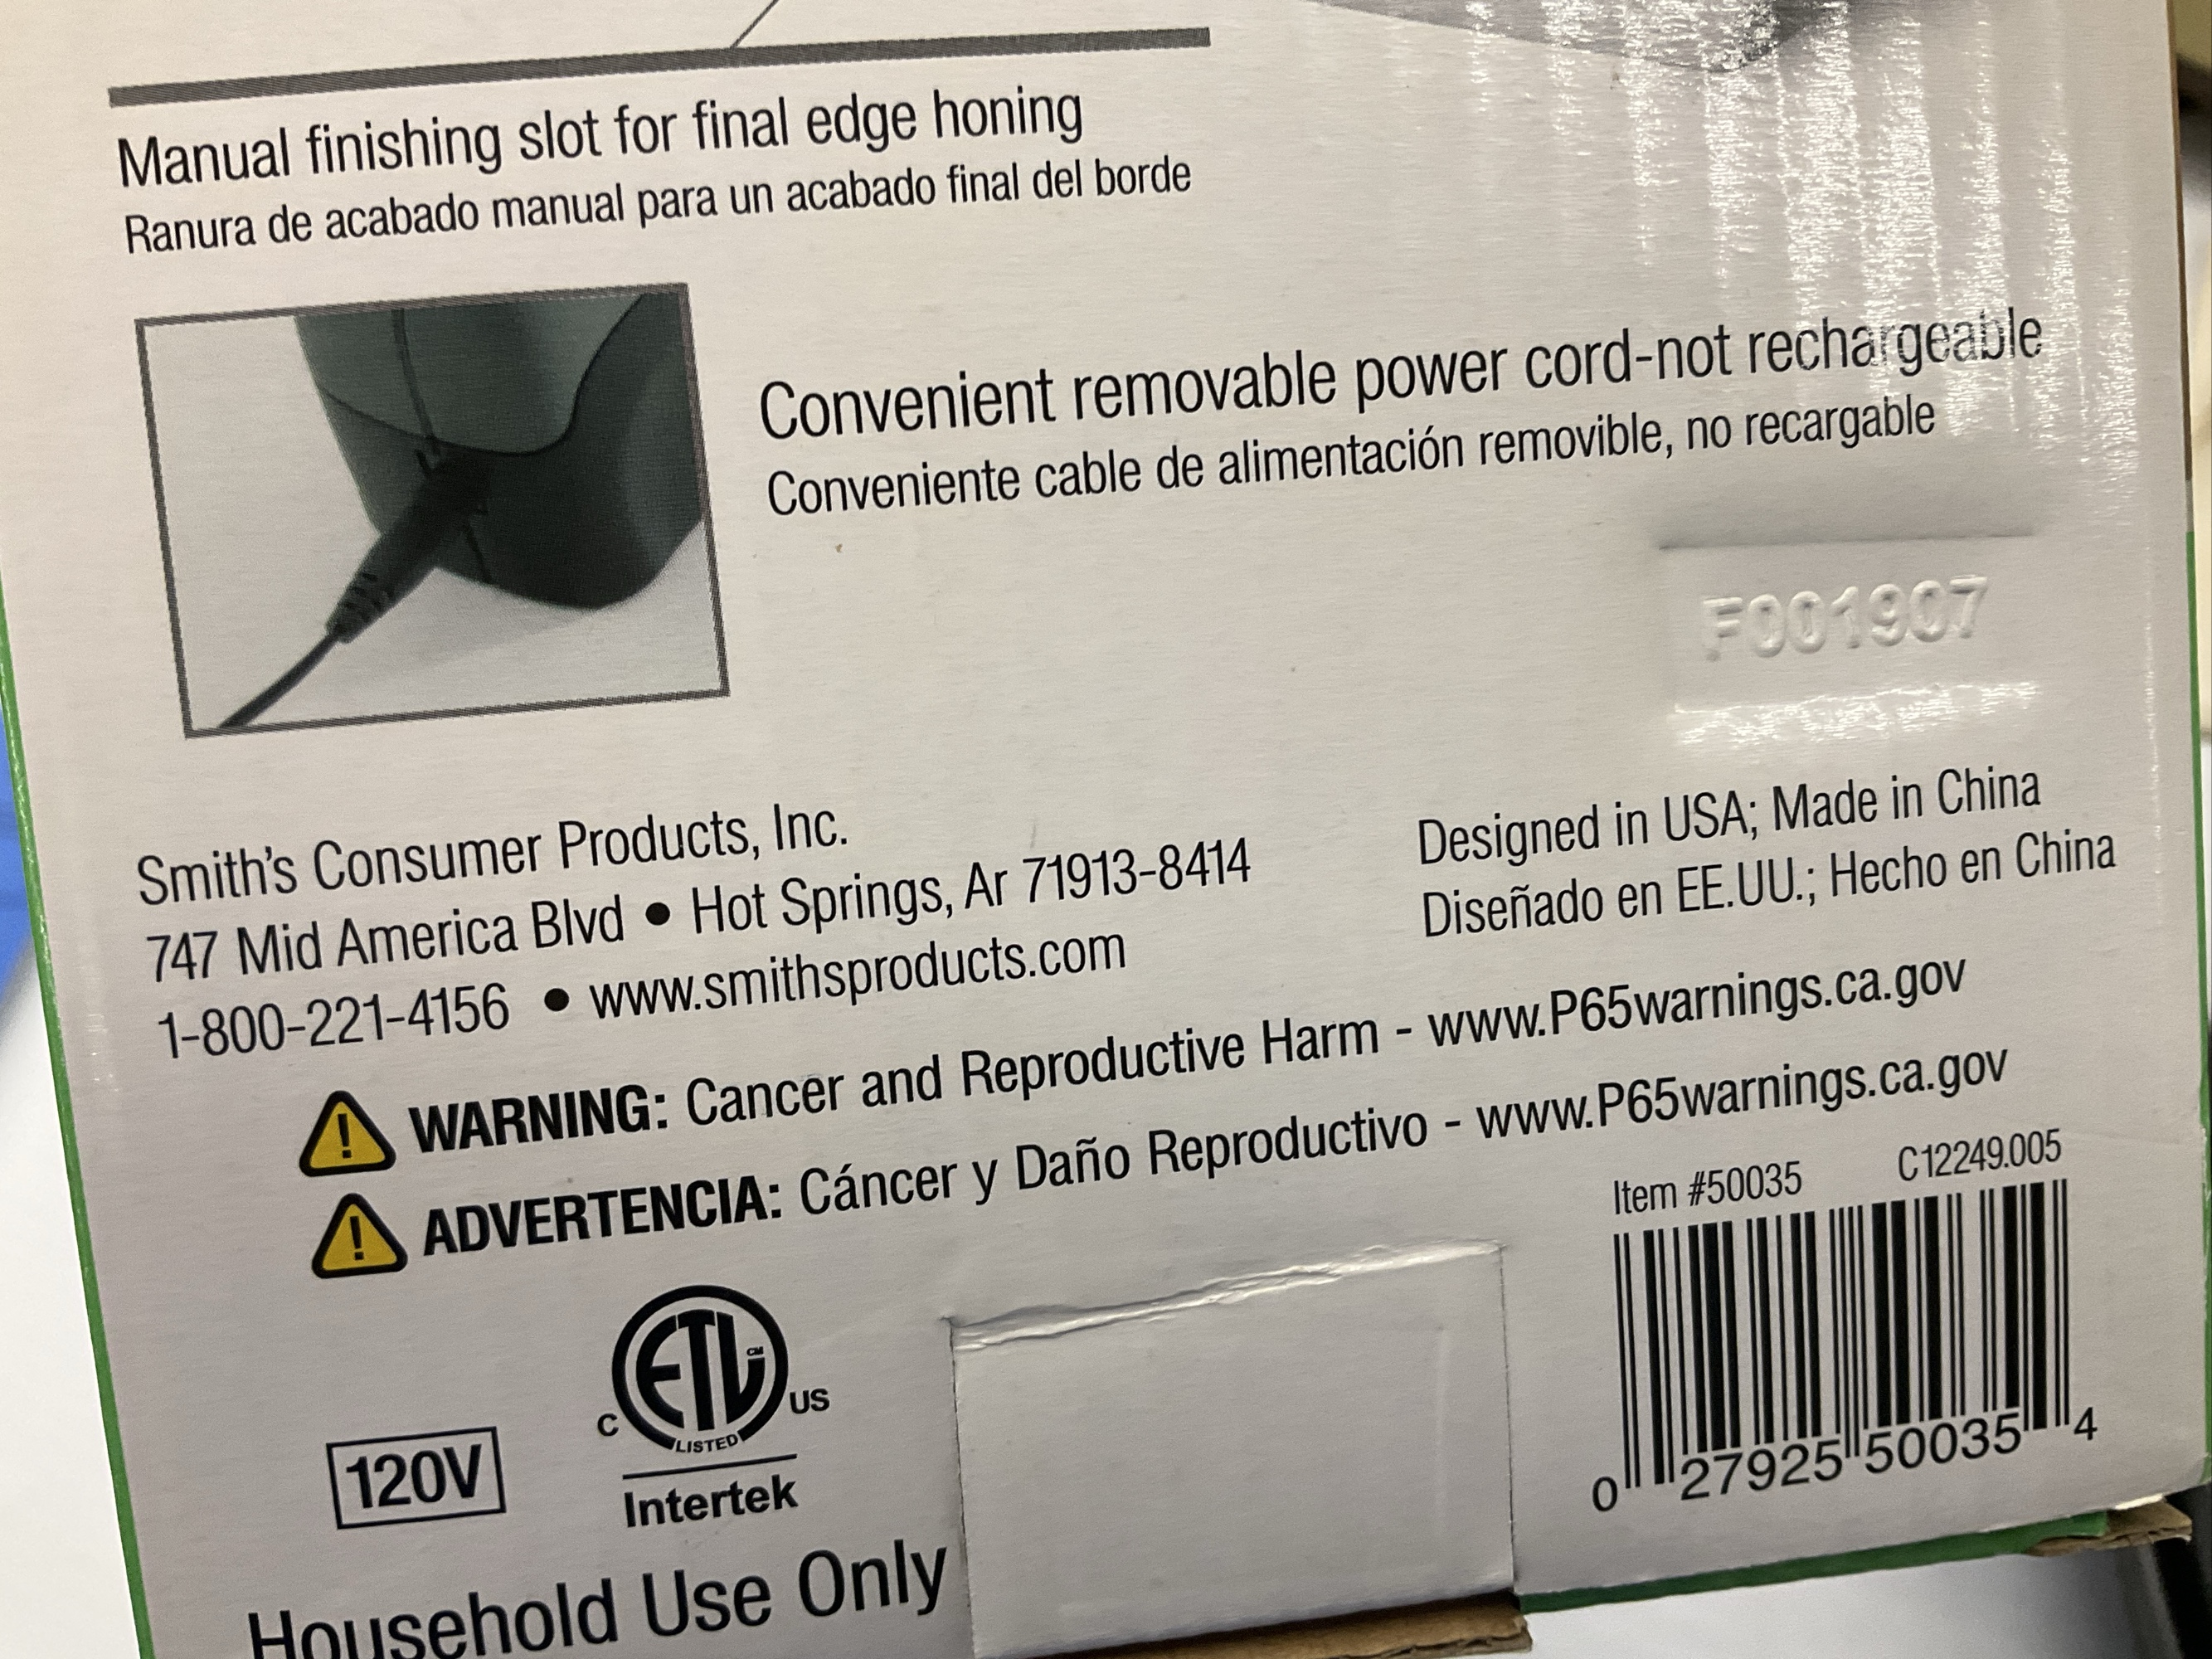 Manual finishing slot for final edge honing
Ranura de acabado manual para un acabado final del borde
Convenient removable power cord-not rechargeable
Conveniente cable de alimentación removible, no recargable
F001907
Smith's Consumer Products, Inc.
747 Mid America Blvd • Hot Springs, Ar 71913-8414
1-800-221-4156 • www.smithsproducts.com
Designed in USA; Made in China
Diseñado en EE.UU.; Hecho en China
WARNING: Cancer and Reproductive Harm - www.P65warnings.ca.gov
ADVERTENCIA: Cáncer y Daño Reproductivo - www.P65warnings.ca.gov
Item #50035 C12249.005
0 27925 50035 4
120V
ETL CM
C US
LISTED
Intertek
Household Use Only